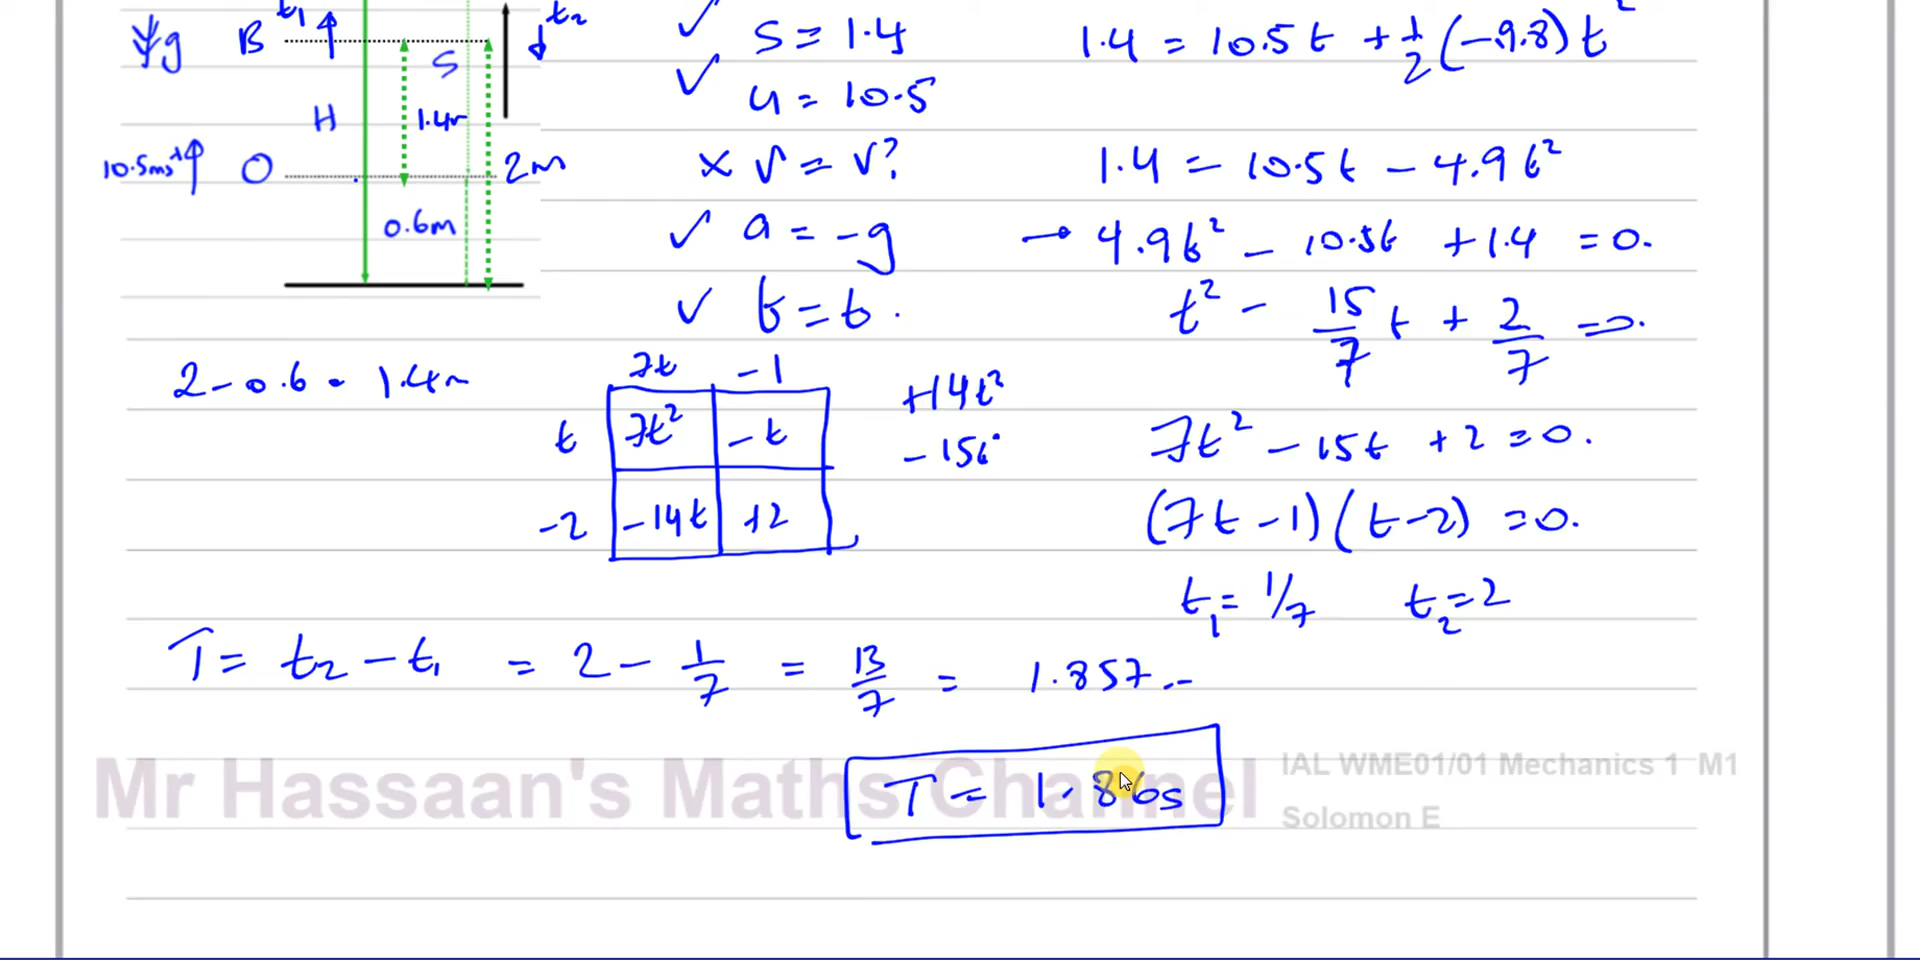 t₁ ↑ ↓ t₂
↓g B S
✓ S = 1.4
✓ u = 10.5
1.4 = 10.5t + 1/2 (-9.8) t²
H 1.4m
10.5ms⁻¹ ↑ O 2m
0.6m
× v = v?
✓ a = -g
✓ t = t.
1.4 = 10.5t - 4.9t²
→ 4.9t² - 10.5t + 1.4 = 0.
t² - 15/7 t + 2/7 = 0.
2 - 0.6 = 1.4m
7t -1
t 7t² -t
-2 -14t +2
+14t²
-15t
7t² - 15t + 2 = 0.
(7t - 1)(t - 2) = 0.
t₁ = 1/7 t₂ = 2
T = t₂ - t₁ = 2 - 1/7 = 13/7 = 1.857..
T = 1.86s
Mr Hassaan's Maths Channel
IAL WME01/01 Mechanics 1 M1
Solomon E